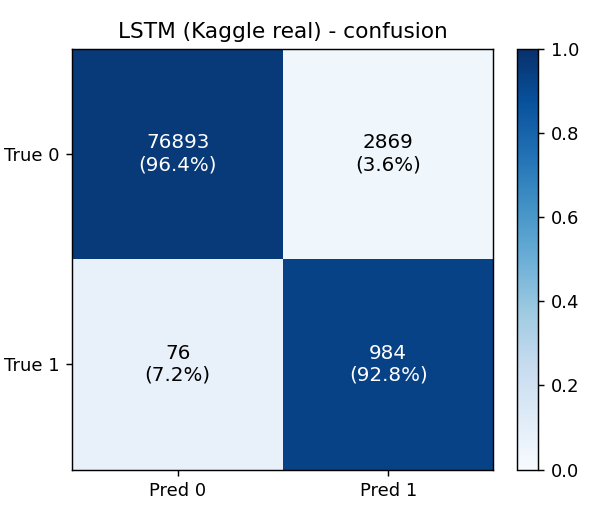 LSTM (Kaggle real) - confusion
True 0
76893
(96.4%)
2869
(3.6%)
True 1
76
(7.2%)
984
(92.8%)
Pred 0
Pred 1
1.0
0.8
0.6
0.4
0.2
0.0